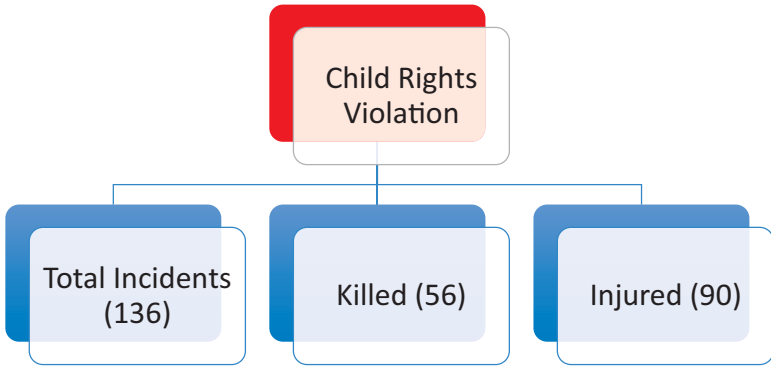 Child Rights
Violation
Total Incidents
(136)
Killed (56)
Injured (90)